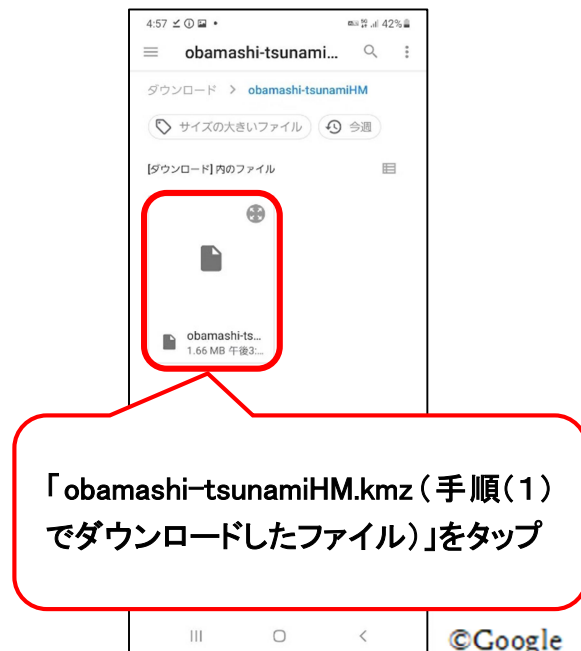 4:57 42%
obamashi-tsunami...
ダウンロード > obamashi-tsunamiHM
サイズの大きいファイル 今週
[ダウンロード] 内のファイル
obamashi-ts...
1.66 MB 午後3:...
「obamashi-tsunamiHM.kmz(手順(1)
でダウンロードしたファイル)」をタップ
©Google